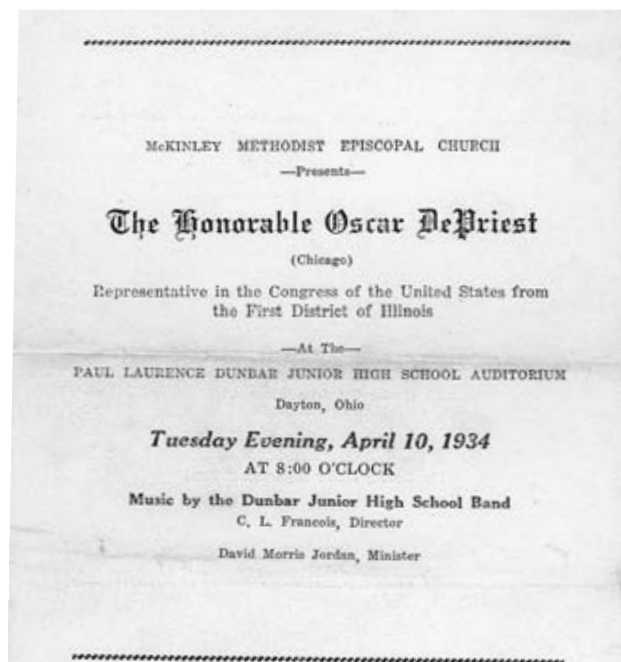 McKINLEY METHODIST EPISCOPAL CHURCH
—Presents—
The Honorable Oscar DePriest
(Chicago)
Representative in the Congress of the United States from
the First District of Illinois
—At The—
PAUL LAURENCE DUNBAR JUNIOR HIGH SCHOOL AUDITORIUM
Dayton, Ohio
Tuesday Evening, April 10, 1934
AT 8:00 O'CLOCK
Music by the Dunbar Junior High School Band
C. L. Francois, Director
David Morris Jordan, Minister